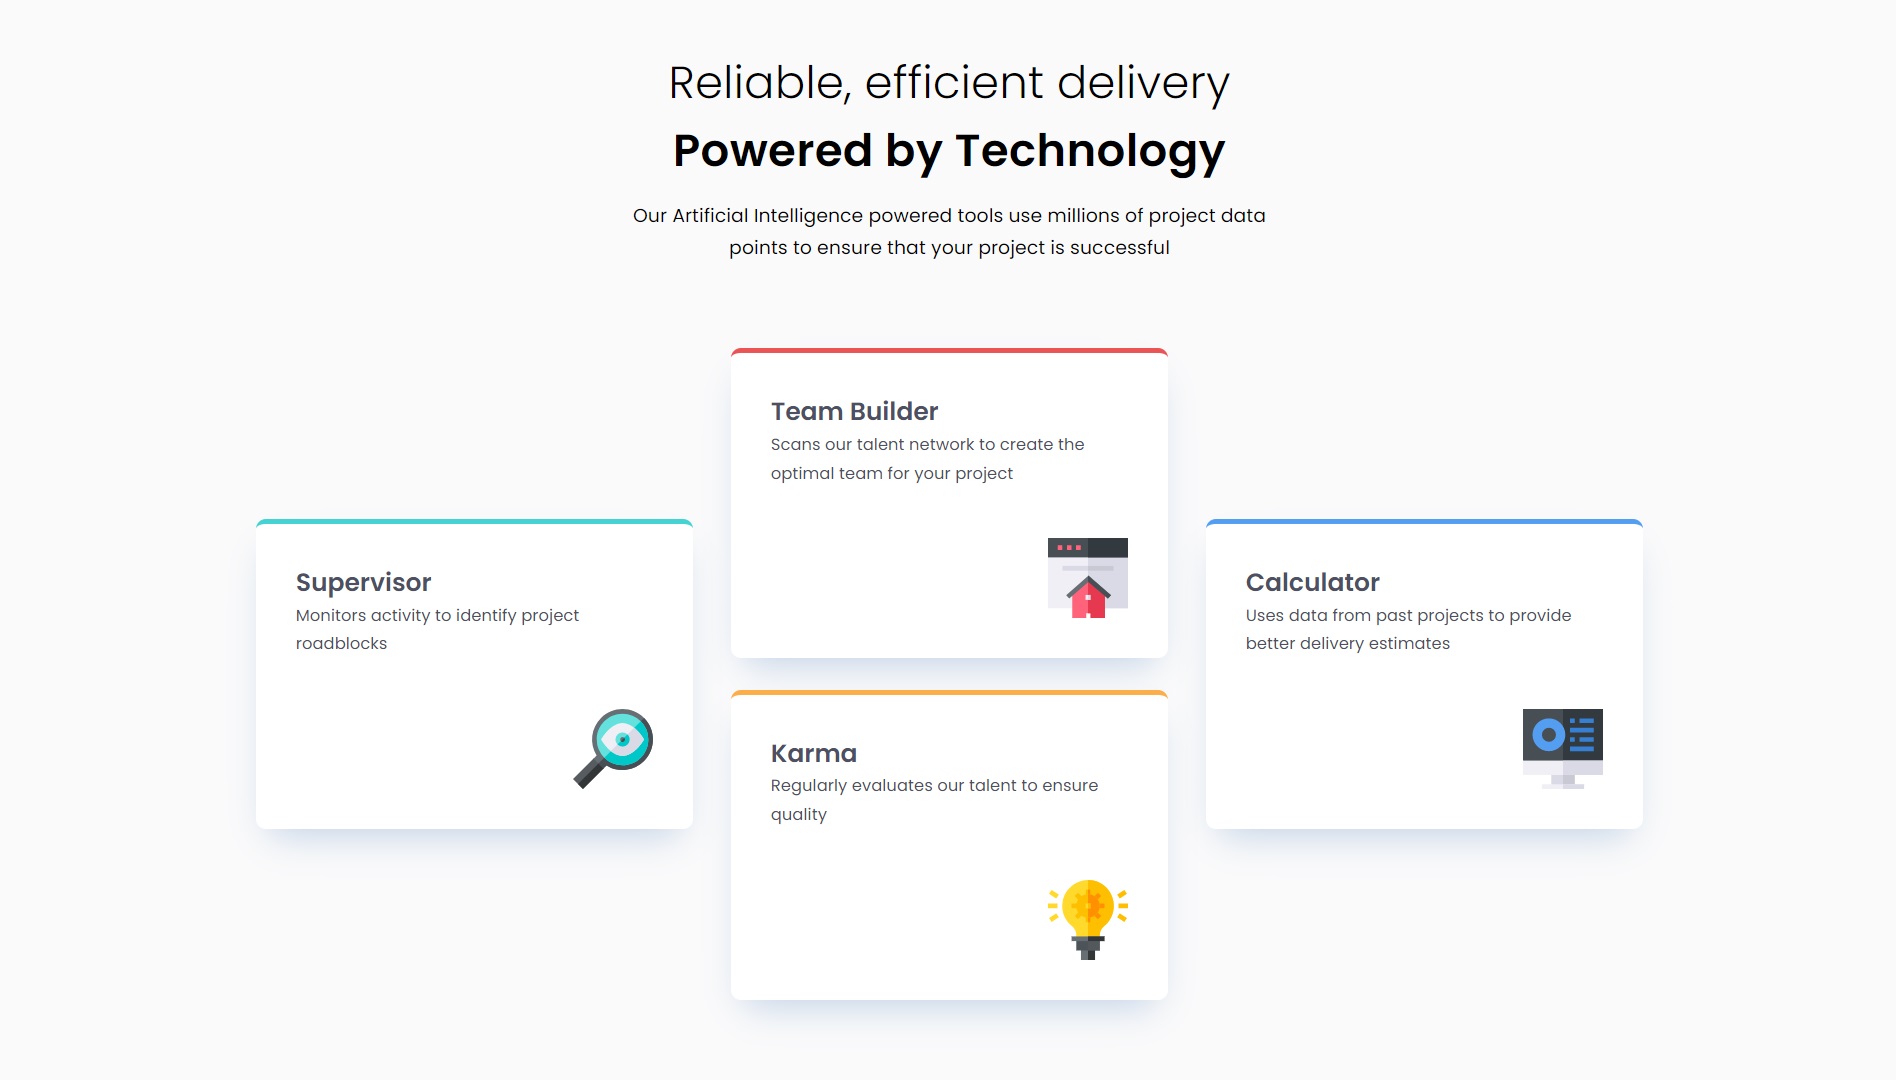 Reliable, efficient delivery
Powered by Technology
Our Artificial Intelligence powered tools use millions of project data
points to ensure that your project is successful
Team Builder
Scans our talent network to create the
optimal team for your project
Supervisor
Monitors activity to identify project
roadblocks
Calculator
Uses data from past projects to provide
better delivery estimates
Karma
Regularly evaluates our talent to ensure
quality